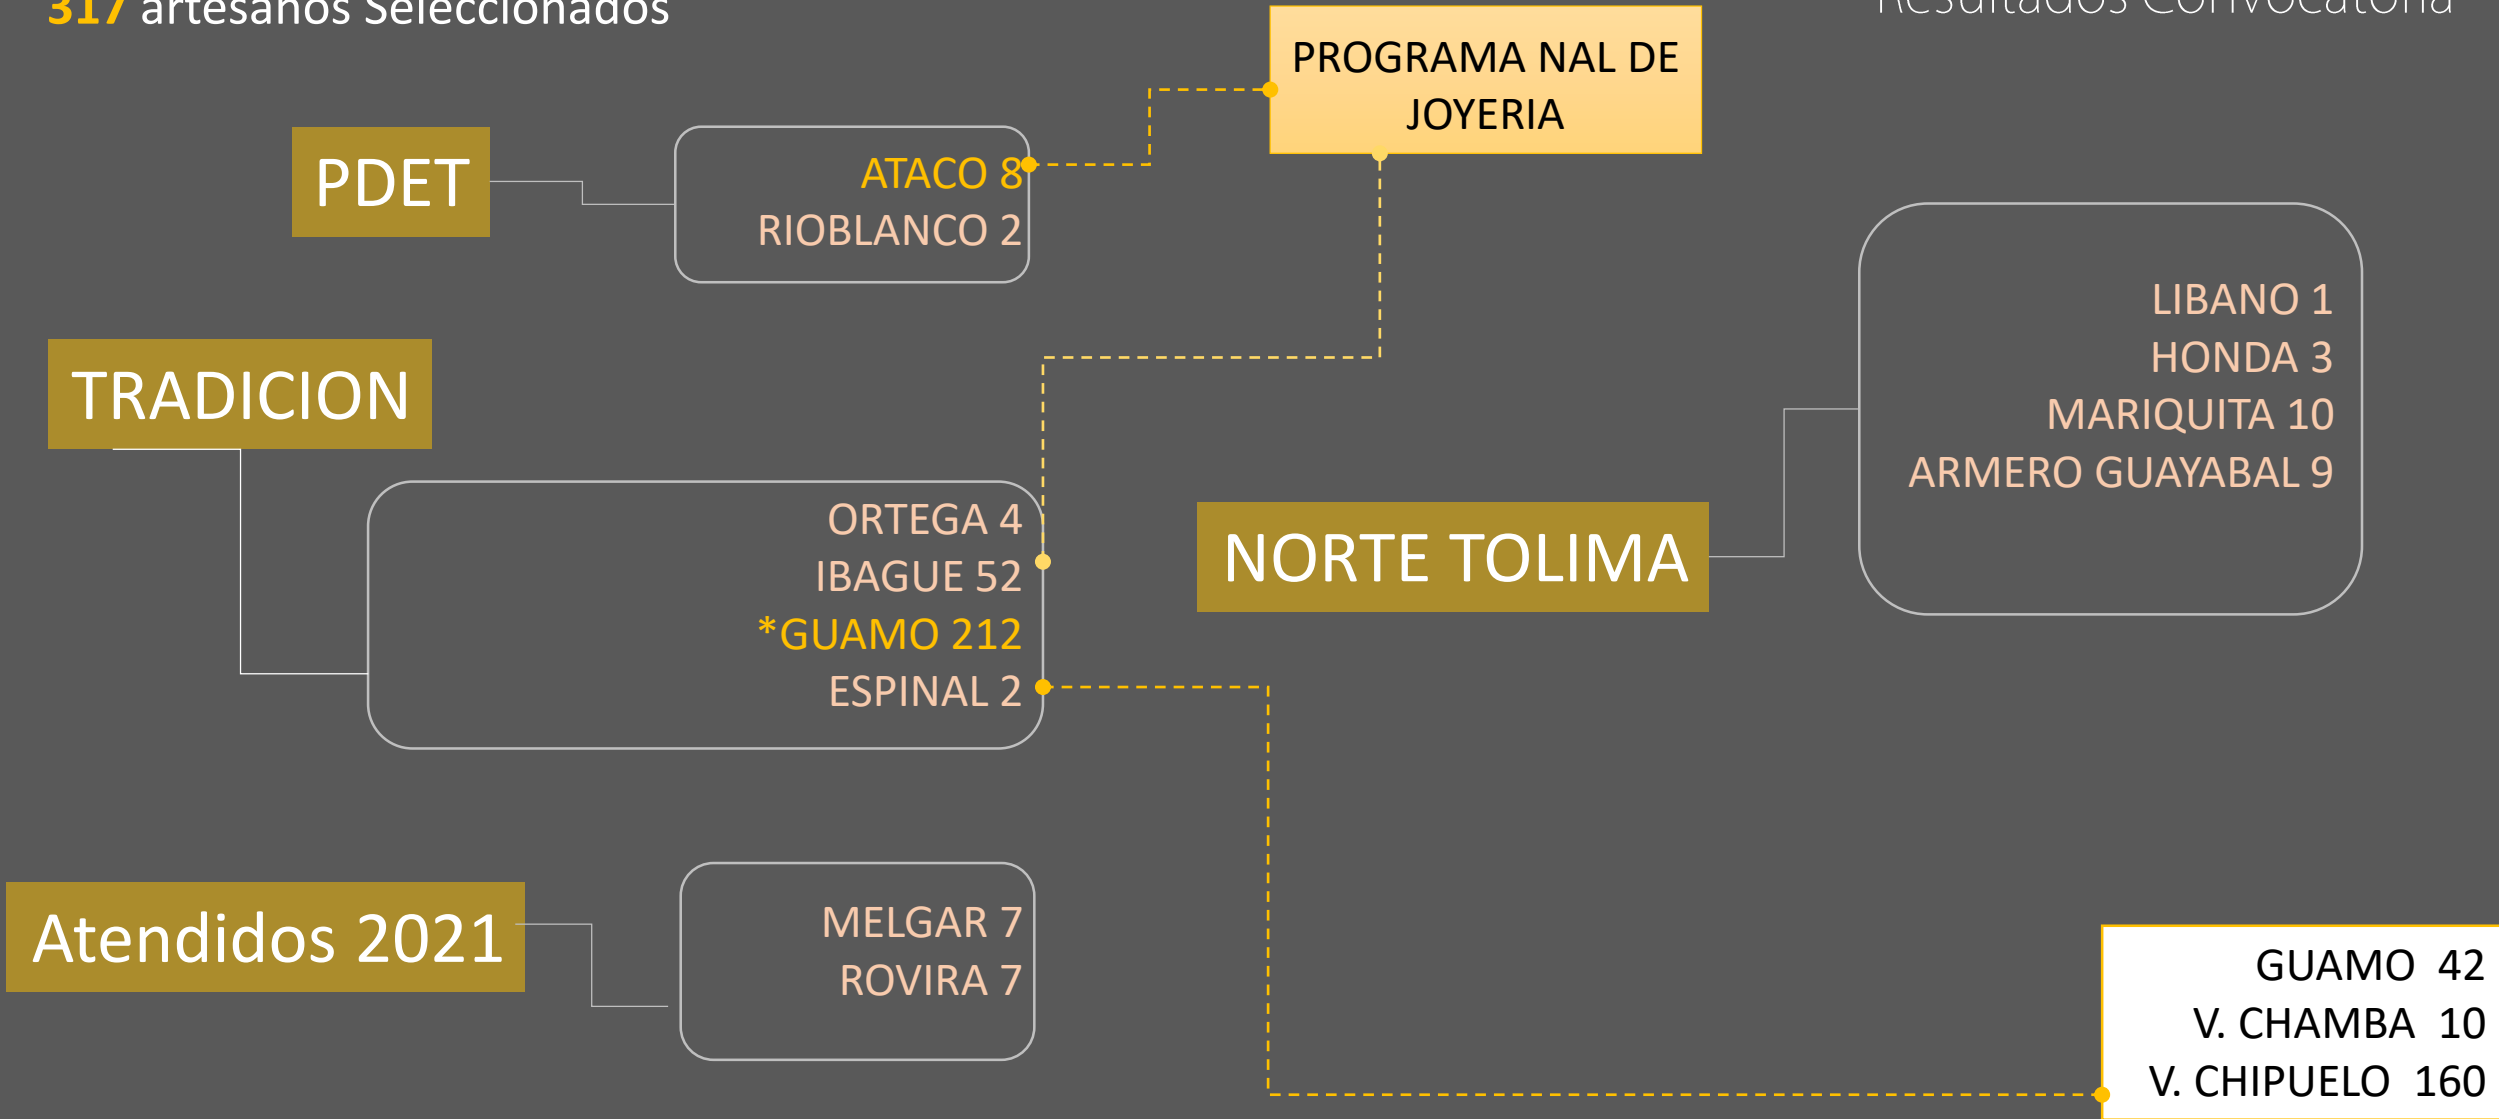 317 artesanos Seleccionados
Resultados Convocatoria
PROGRAMA NAL DE
JOYERIA
PDET
ATACO 8
RIOBLANCO 2
TRADICION
ORTEGA 4
IBAGUE 52
*GUAMO 212
ESPINAL 2
NORTE TOLIMA
LIBANO 1
HONDA 3
MARIQUITA 10
ARMERO GUAYABAL 9
Atendidos 2021
MELGAR 7
ROVIRA 7
GUAMO 42
V. CHAMBA 10
V. CHIPUELO 160